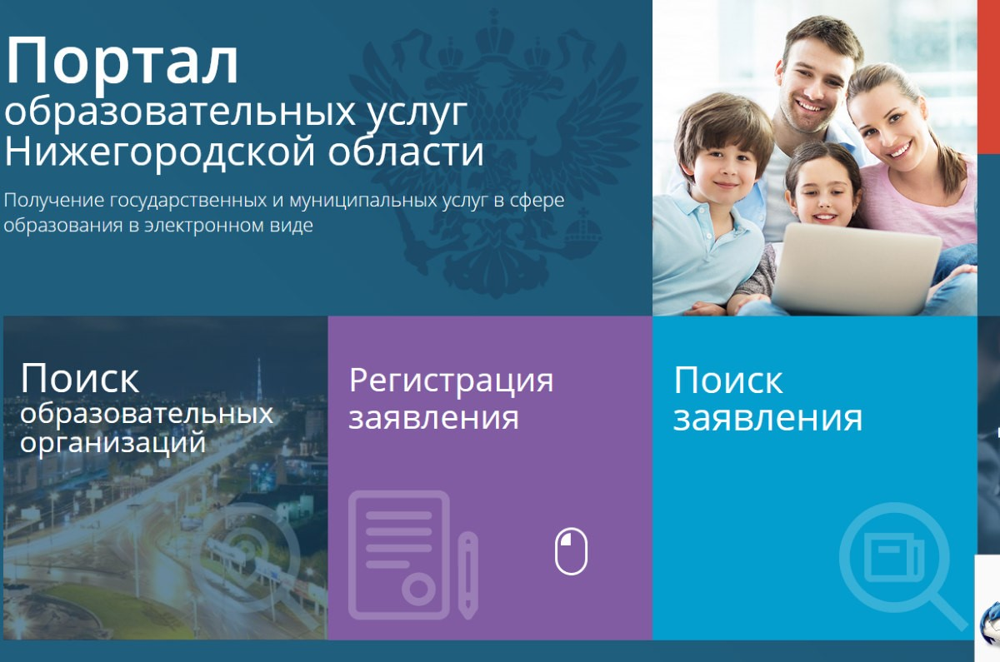 Портал
образовательных услуг
Нижегородской области
Получение государственных и муниципальных услуг в сфере
образования в электронном виде
Поиск
образовательных
организаций
Регистрация
заявления
Поиск
заявления